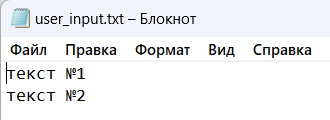 user_input.txt – Блокнот
Файл Правка Формат Вид Справка
текст №1
текст №2